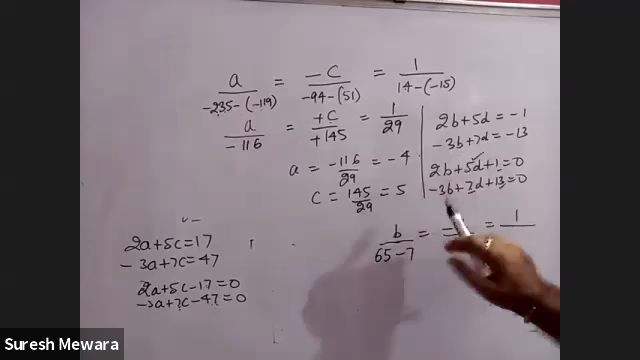 a/(-235-(-119)) = -c/(-94-(51)) = 1/(14-(-15))
a/-116 = +c/+145 = 1/29
a = -116/29 = -4
c = 145/29 = 5
2b+5d = -1
-3b+7d = -13
2b+5d+1=0
-3b+7d+13=0
b/(65-7) = = 1
2a+5c=17
-3a+7c=47
2a+5c-17=0
-3a+7c-47=0
Suresh Mewara